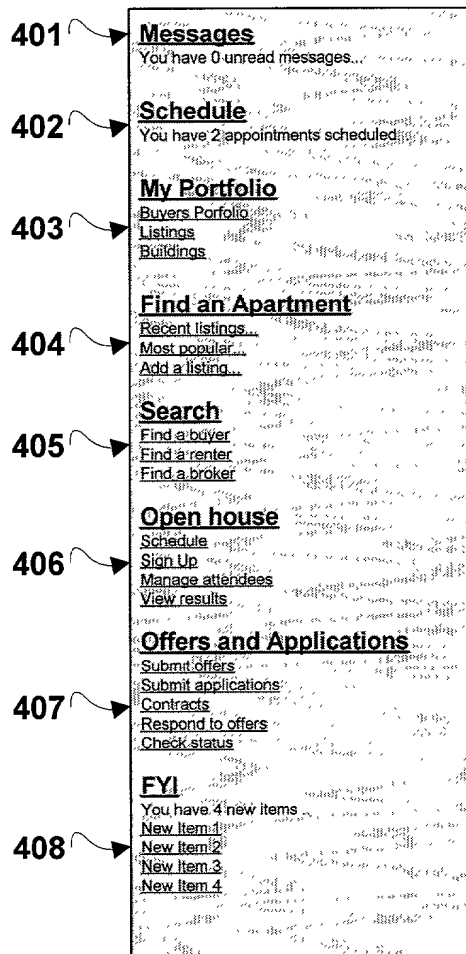 401
Messages
You have 0 unread messages...
402
Schedule
You have 2 appointments scheduled
403
My Portfolio
Buyers Porfolio
Listings
Buildings
404
Find an Apartment
Recent listings...
Most popular...
Add a listing...
405
Search
Find a buyer
Find a renter
Find a broker
406
Open house
Schedule
Sign Up
Manage attendees
View results
407
Offers and Applications
Submit offers
Submit applications
Contracts
Respond to offers
Check status
408
FYI
You have 4 new items
New Item 1
New Item 2
New Item 3
New Item 4